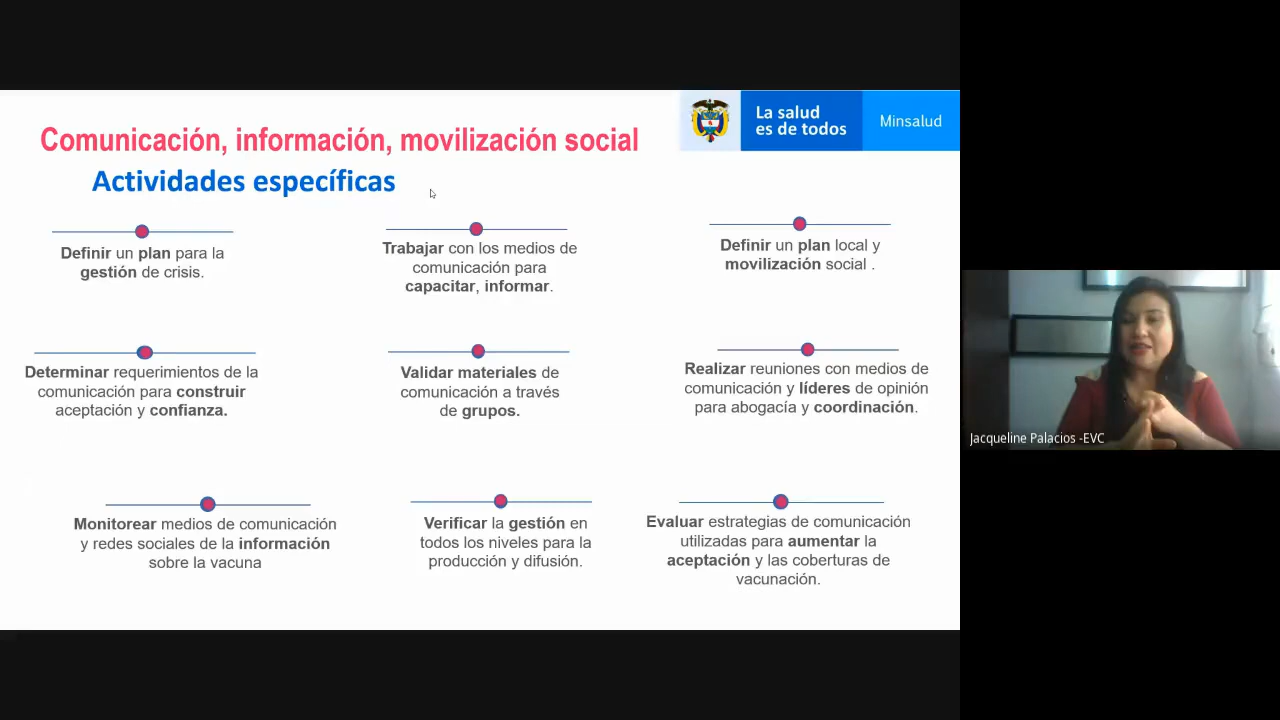 Comunicación, información, movilización social
Actividades específicas
La salud
es de todos
Minsalud
Definir un plan para la
gestión de crisis.
Trabajar con los medios de
comunicación para
capacitar, informar.
Definir un plan local y
movilización social .
Determinar requerimientos de la
comunicación para construir
aceptación y confianza.
Validar materiales de
comunicación a través
de grupos.
Realizar reuniones con medios de
comunicación y líderes de opinión
para abogacía y coordinación.
Monitorear medios de comunicación
y redes sociales de la información
sobre la vacuna
Verificar la gestión en
todos los niveles para la
producción y difusión.
Evaluar estrategias de comunicación
utilizadas para aumentar la
aceptación y las coberturas de
vacunación.
Jacqueline Palacios -EVC